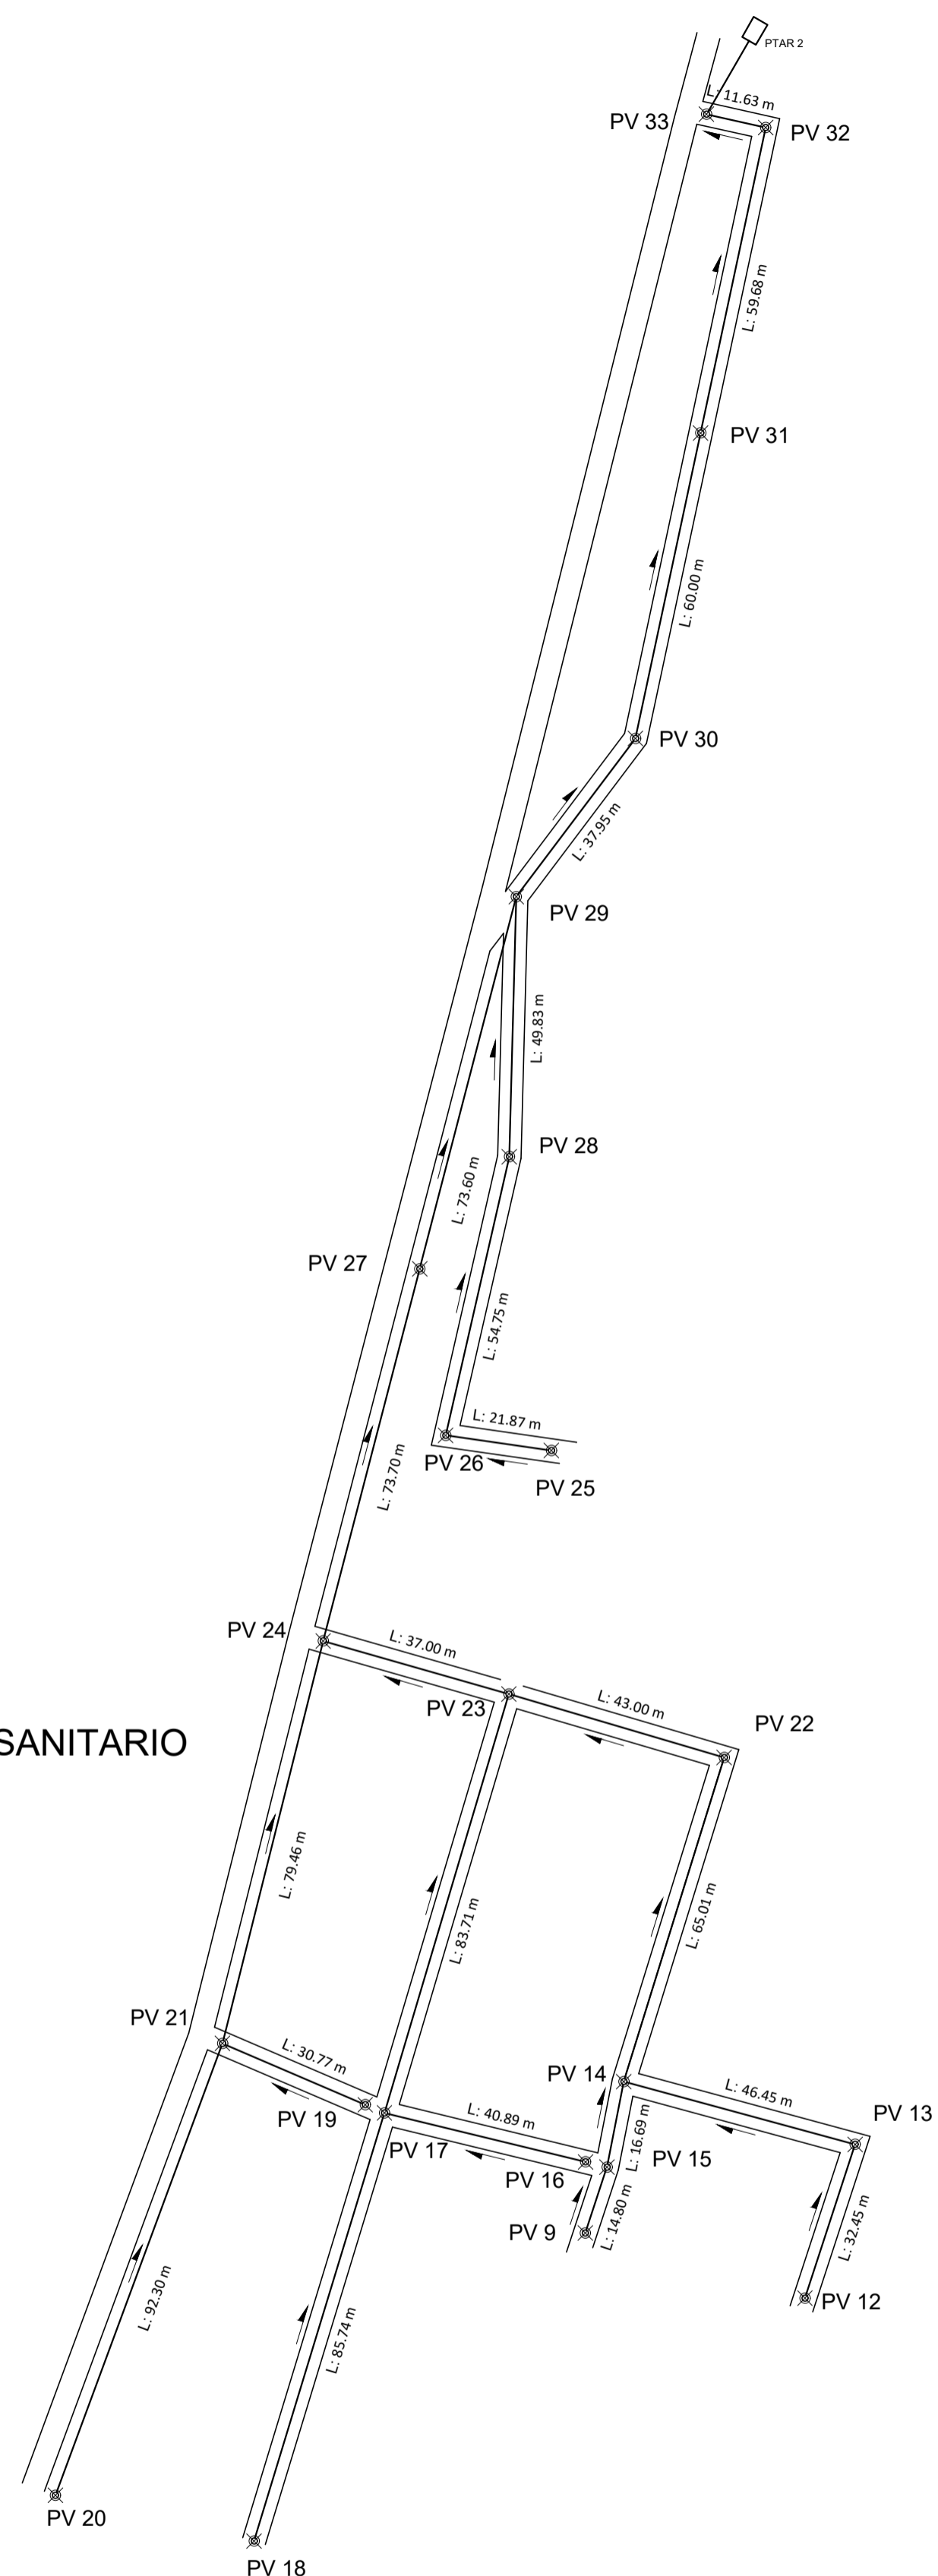 PTAR 2
L: 11.63 m
PV 33
PV 32
L: 59.68 m
PV 31
L: 60.00 m
PV 30
L: 37.95 m
PV 29
L: 49.83 m
PV 28
L: 73.60 m
PV 27
L: 54.75 m
L: 21.87 m
PV 26
PV 25
L: 73.70 m
PV 24
L: 37.00 m
PV 23
L: 43.00 m
PV 22
SANITARIO
L: 79.46 m
L: 83.71 m
L: 65.01 m
PV 21
L: 30.77 m
PV 19
PV 14
L: 46.45 m
PV 13
L: 40.89 m
PV 17
L: 16.69 m
PV 15
PV 16
PV 9
L: 14.80 m
L: 32.45 m
PV 12
L: 92.30 m
L: 85.74 m
PV 20
PV 18